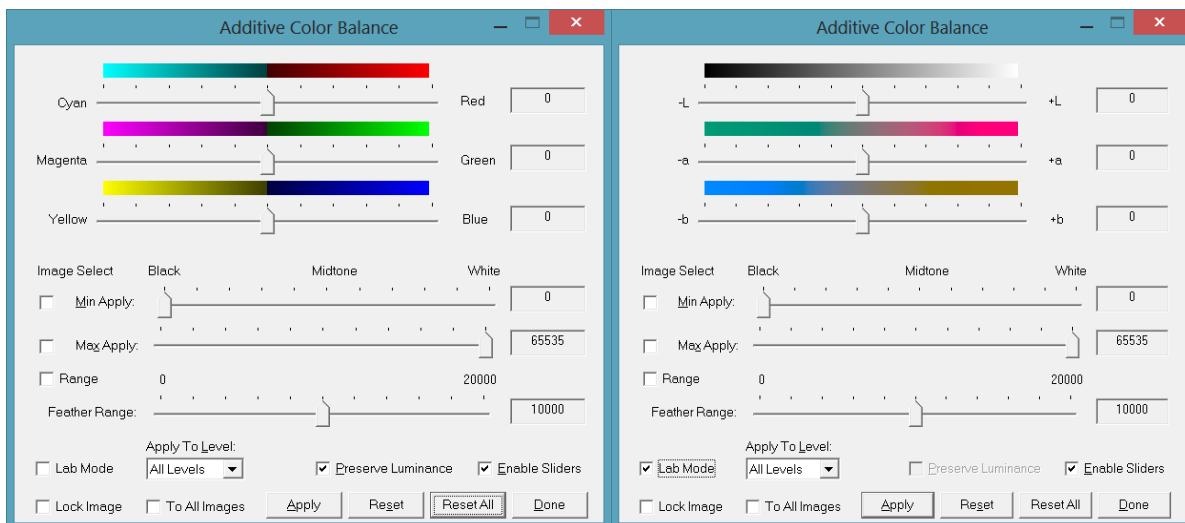 Additive Color Balance
Cyan Red 0
Magenta Green 0
Yellow Blue 0
Image Select Black Midtone White
Min Apply: 0
Max Apply: 65535
Range 0 20000
Feather Range: 10000
Apply To Level:
Lab Mode All Levels Preserve Luminance Enable Sliders
Lock Image To All Images Apply Reset Reset All Done
Additive Color Balance
-L +L 0
-a +a 0
-b +b 0
Image Select Black Midtone White
Min Apply: 0
Max Apply: 65535
Range 0 20000
Feather Range: 10000
Apply To Level:
Lab Mode All Levels Preserve Luminance Enable Sliders
Lock Image To All Images Apply Reset Reset All Done